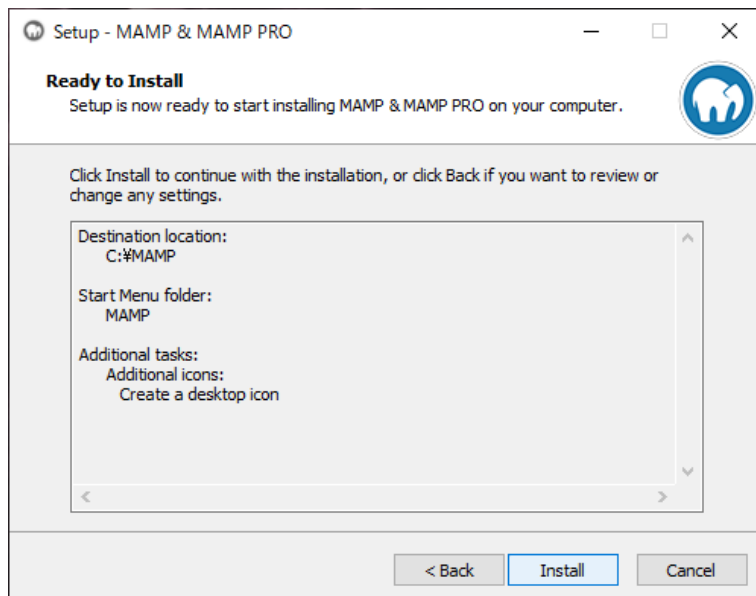 Setup - MAMP & MAMP PRO
Ready to Install
Setup is now ready to start installing MAMP & MAMP PRO on your computer.
Click Install to continue with the installation, or click Back if you want to review or
change any settings.
Destination location:
C:¥MAMP
Start Menu folder:
MAMP
Additional tasks:
Additional icons:
Create a desktop icon
< Back
Install
Cancel